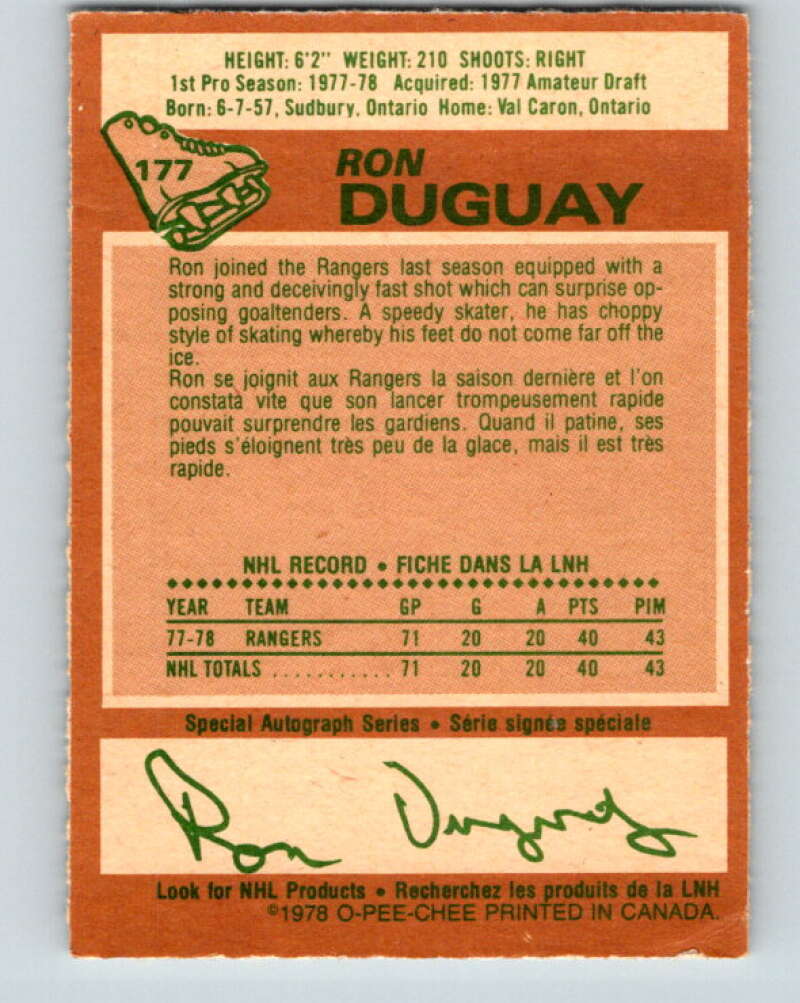 HEIGHT: 6'2" WEIGHT: 210 SHOOTS: RIGHT
1st Pro Season: 1977-78 Acquired: 1977 Amateur Draft
Born: 6-7-57, Sudbury, Ontario Home: Val Caron, Ontario
177
RON
DUGUAY
Ron joined the Rangers last season equipped with a
strong and deceivingly fast shot which can surprise op-
posing goaltenders. A speedy skater, he has choppy
style of skating whereby his feet do not come far off the
ice.
Ron se joignit aux Rangers la saison dernière et l'on
constatà vite que son lancer trompeusement rapide
pouvait surprendre les gardiens. Quand il patine, ses
pieds s'éloignent très peu de la glace, mais il est très
rapide.
NHL RECORD • FICHE DANS LA LNH
YEAR TEAM GP G A PTS PIM
77-78 RANGERS 71 20 20 40 43
NHL TOTALS ........... 71 20 20 40 43
Special Autograph Series • Série signée spéciale
Ron Duguay
Look for NHL Products • Recherchez les produits de la LNH
©1978 O-PEE-CHEE PRINTED IN CANADA.